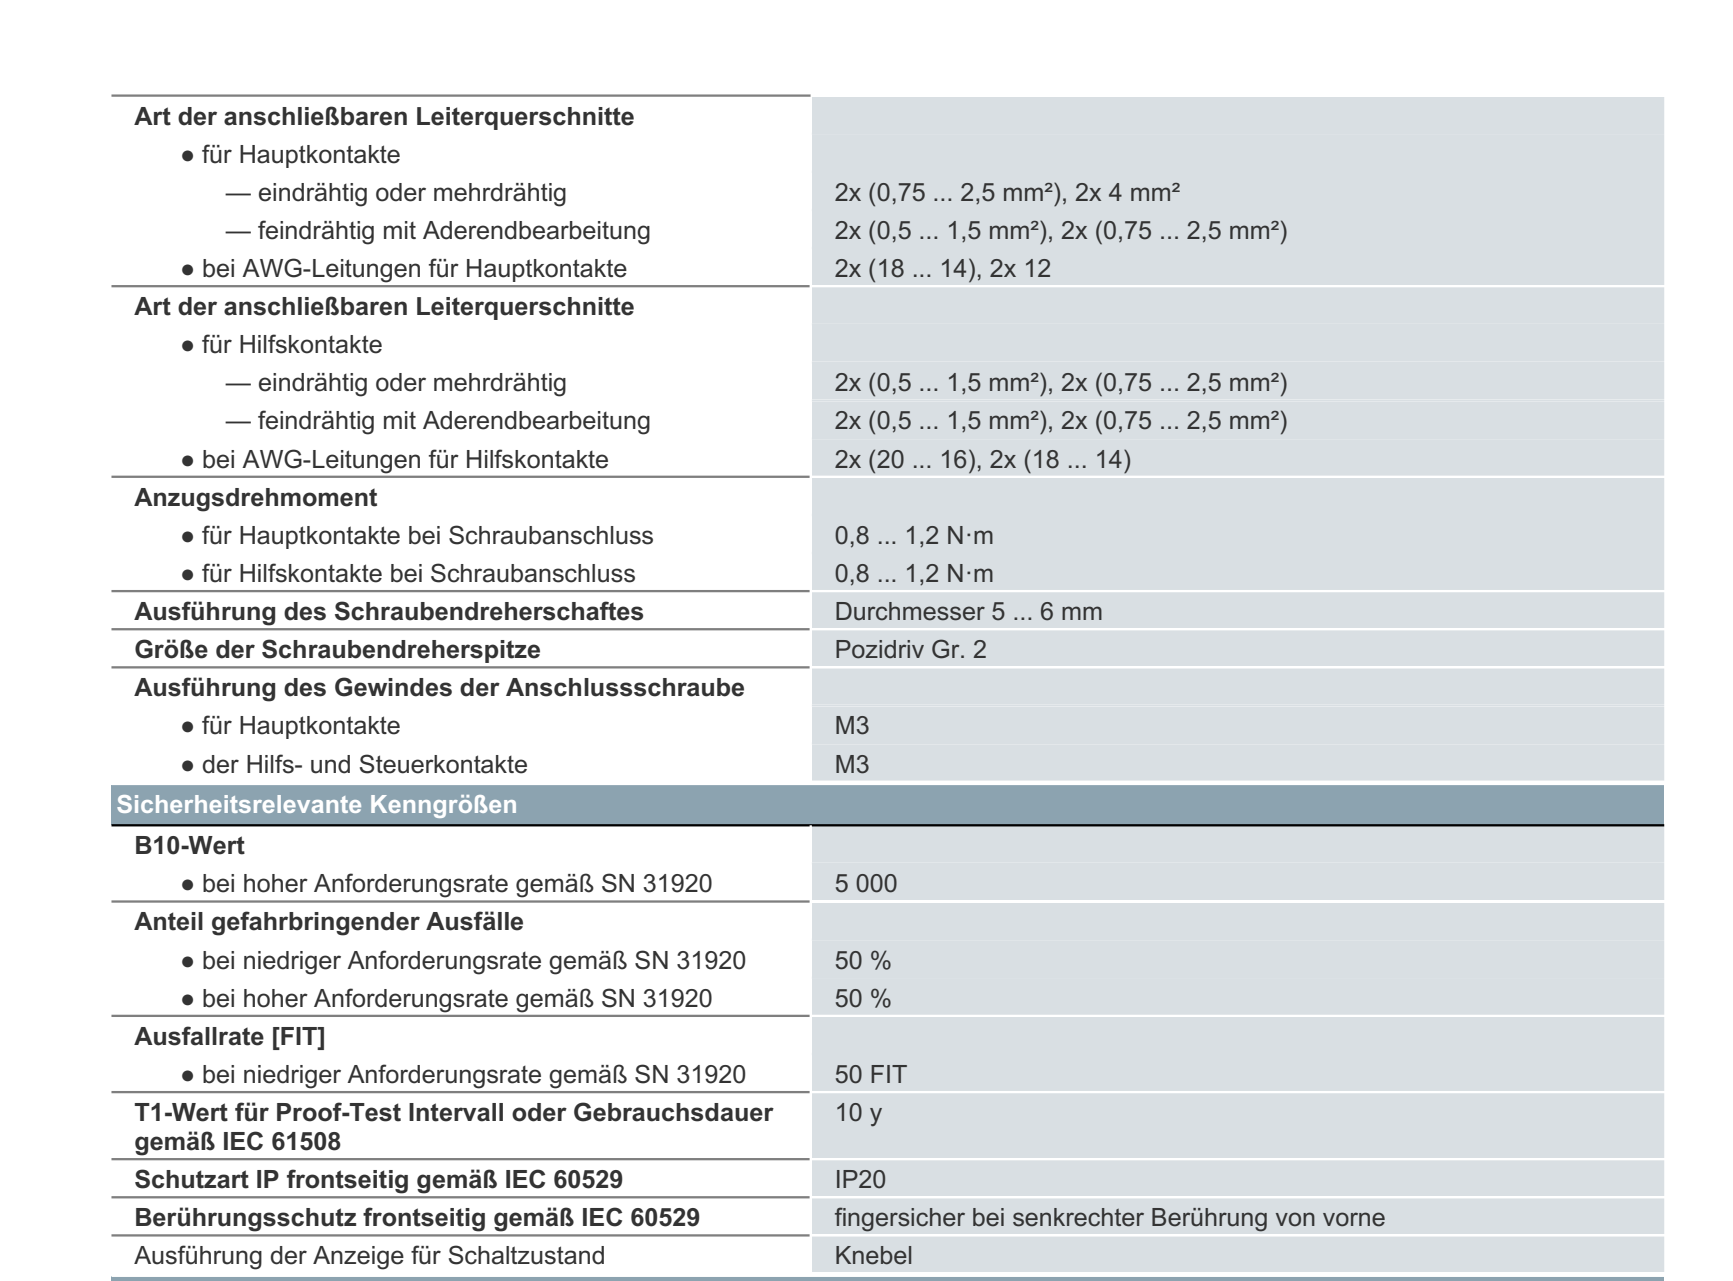 Art der anschließbaren Leiterquerschnitte
● für Hauptkontakte
— eindrähtig oder mehrdrähtig 2x (0,75 ... 2,5 mm²), 2x 4 mm²
— feindrähtig mit Aderendbearbeitung 2x (0,5 ... 1,5 mm²), 2x (0,75 ... 2,5 mm²)
● bei AWG-Leitungen für Hauptkontakte 2x (18 ... 14), 2x 12
Art der anschließbaren Leiterquerschnitte
● für Hilfskontakte
— eindrähtig oder mehrdrähtig 2x (0,5 ... 1,5 mm²), 2x (0,75 ... 2,5 mm²)
— feindrähtig mit Aderendbearbeitung 2x (0,5 ... 1,5 mm²), 2x (0,75 ... 2,5 mm²)
● bei AWG-Leitungen für Hilfskontakte 2x (20 ... 16), 2x (18 ... 14)
Anzugsdrehmoment
● für Hauptkontakte bei Schraubanschluss 0,8 ... 1,2 N·m
● für Hilfskontakte bei Schraubanschluss 0,8 ... 1,2 N·m
Ausführung des Schraubendreherschaftes Durchmesser 5 ... 6 mm
Größe der Schraubendreherspitze Pozidriv Gr. 2
Ausführung des Gewindes der Anschlussschraube
● für Hauptkontakte M3
● der Hilfs- und Steuerkontakte M3
Sicherheitsrelevante Kenngrößen
B10-Wert
● bei hoher Anforderungsrate gemäß SN 31920 5 000
Anteil gefahrbringender Ausfälle
● bei niedriger Anforderungsrate gemäß SN 31920 50 %
● bei hoher Anforderungsrate gemäß SN 31920 50 %
Ausfallrate [FIT]
● bei niedriger Anforderungsrate gemäß SN 31920 50 FIT
T1-Wert für Proof-Test Intervall oder Gebrauchsdauer 10 y
gemäß IEC 61508
Schutzart IP frontseitig gemäß IEC 60529 IP20
Berührungsschutz frontseitig gemäß IEC 60529 fingersicher bei senkrechter Berührung von vorne
Ausführung der Anzeige für Schaltzustand Knebel